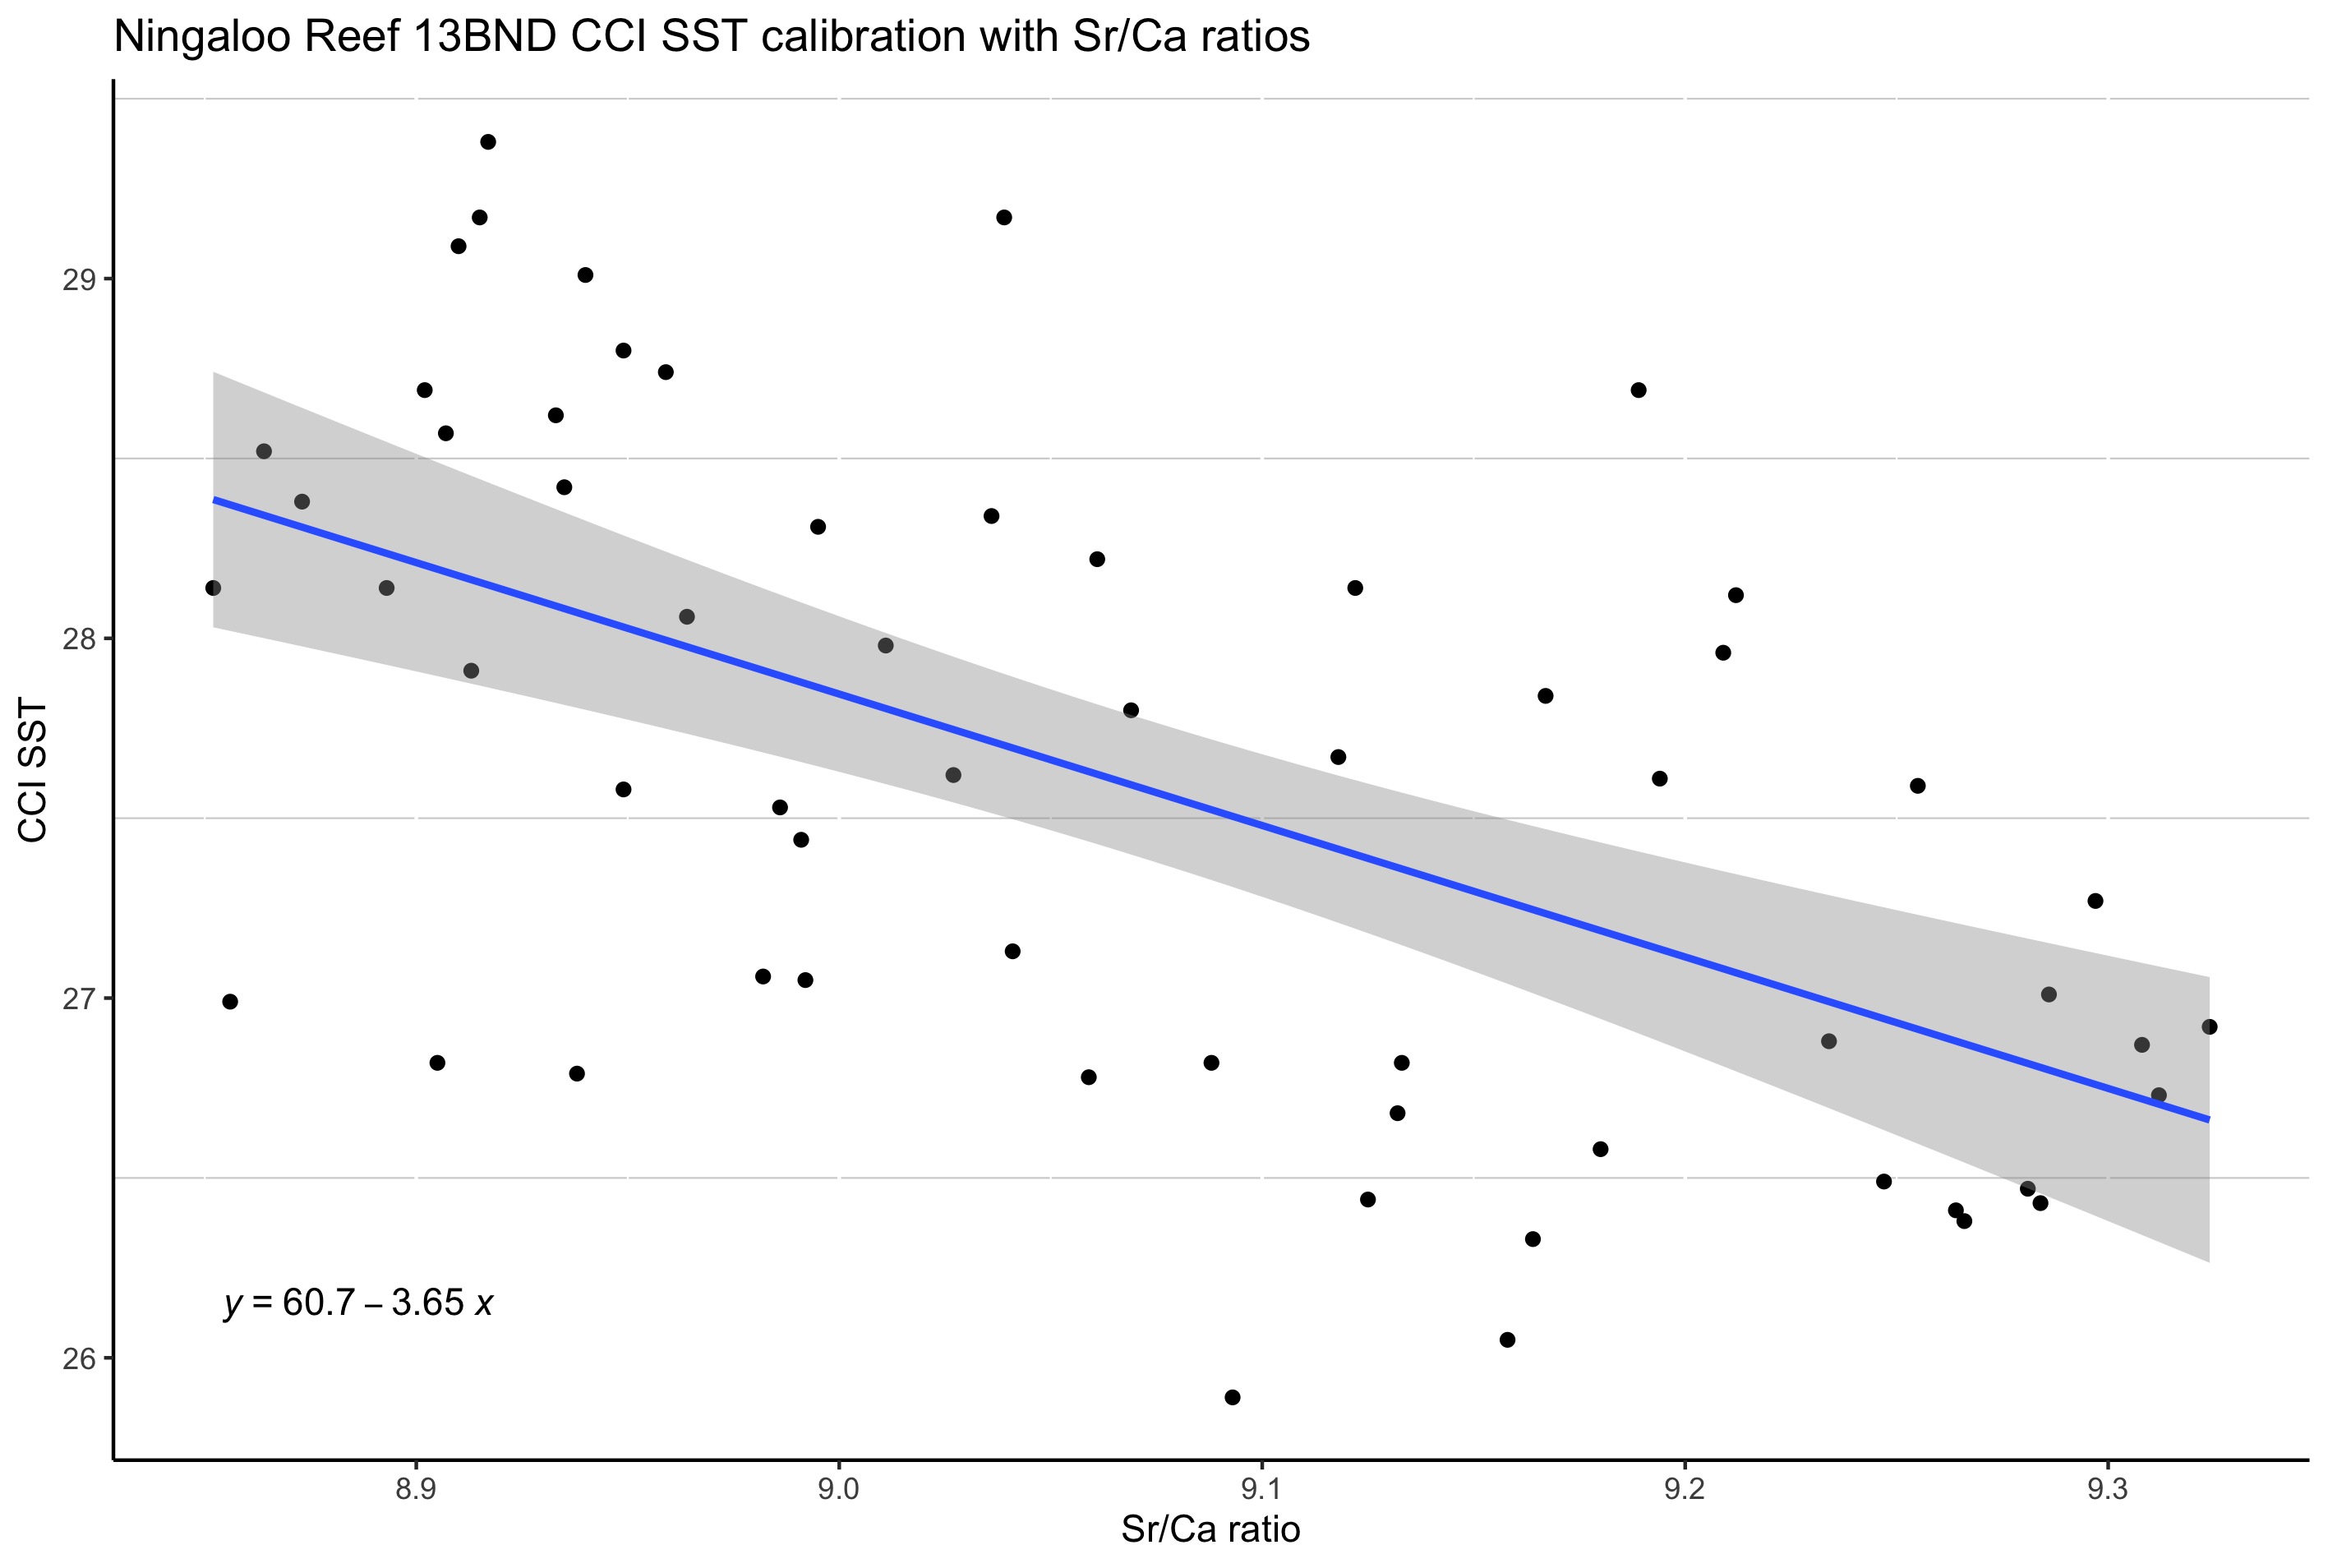 Ningaloo Reef 13BND CCI SST calibration with Sr/Ca ratios
29
28
27
26
CCI SST
y = 60.7 – 3.65 x
8.9 9.0 9.1 9.2 9.3
Sr/Ca ratio